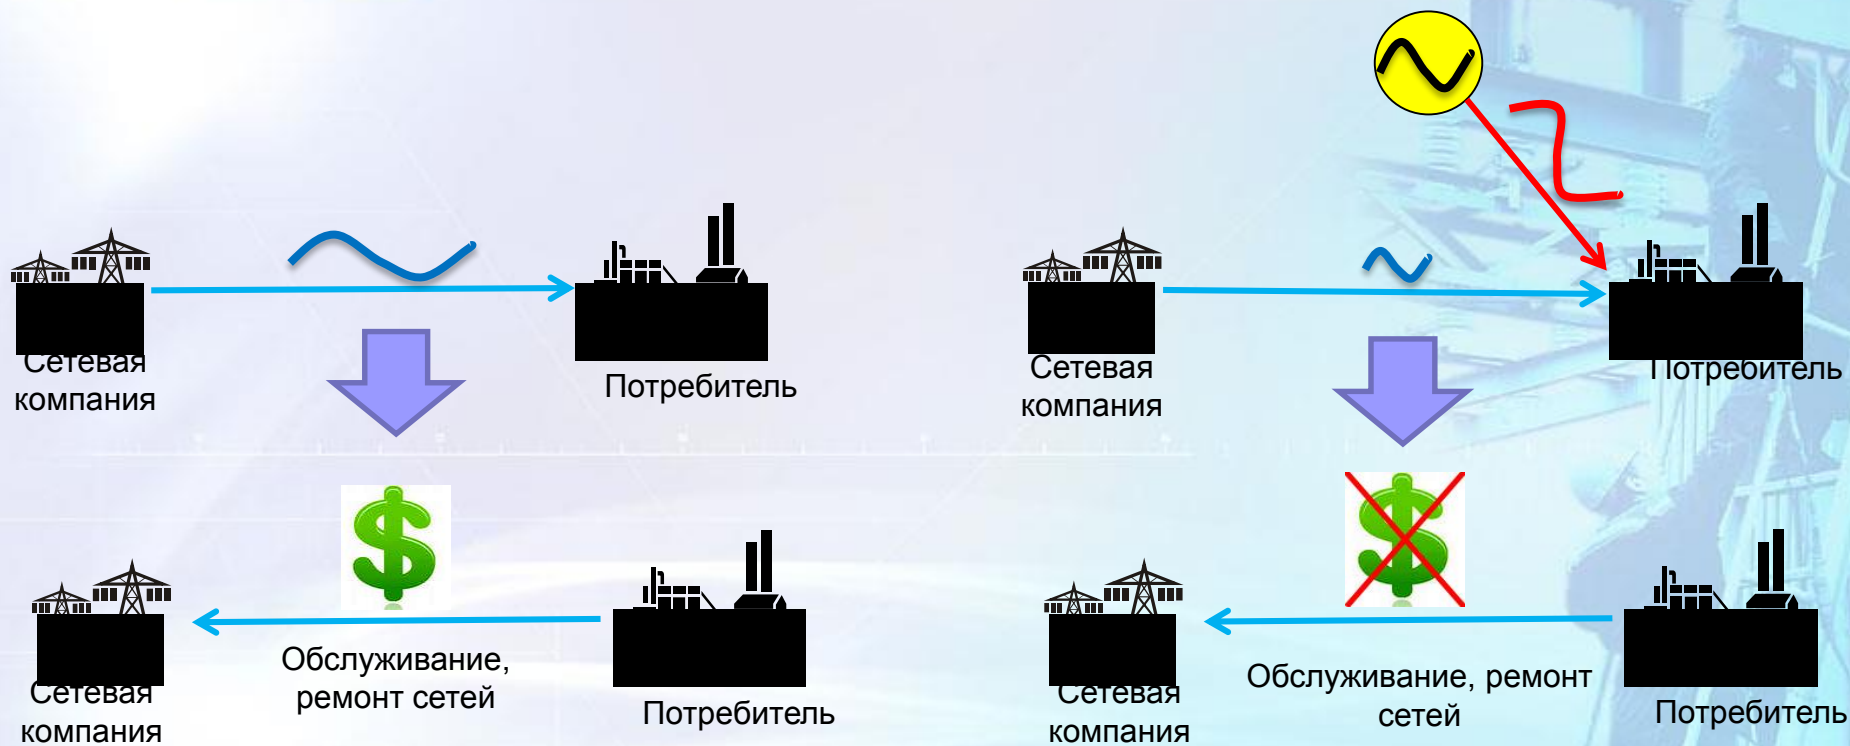 Сетевая
компания
Потребитель
Сетевая
компания
Потребитель
Обслуживание,
ремонт сетей
Сетевая
компания
Потребитель
Обслуживание, ремонт
сетей
Сетевая
компания
Потребитель